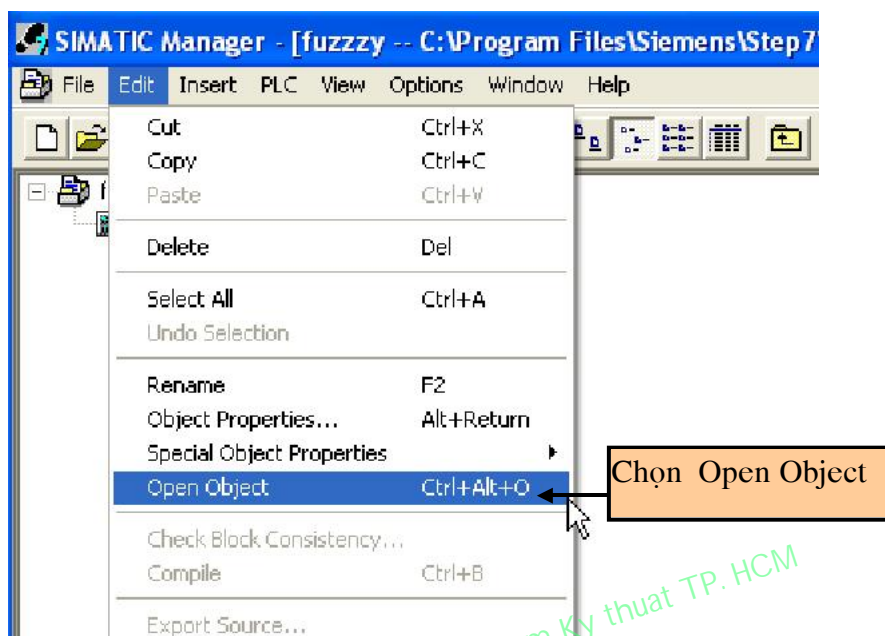 SIMATIC Manager - [fuzzzy -- C:\Program Files\Siemens\Step7
File Edit Insert PLC View Options Window Help
Cut Ctrl+X
Copy Ctrl+C
Paste Ctrl+V
Delete Del
Select All Ctrl+A
Undo Selection
Rename F2
Object Properties... Alt+Return
Special Object Properties
Open Object Ctrl+Alt+O
Chọn Open Object
Check Block Consistency...
Compile Ctrl+B
Export Source...
Ky thuat TP. HCM